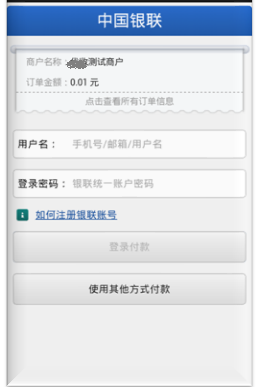 中国银联
商户名称：测试商户
订单金额：0.01 元
点击查看所有订单信息
用户名： 手机号/邮箱/用户名
登录密码： 银联统一账户密码
如何注册银联账号
登录付款
使用其他方式付款